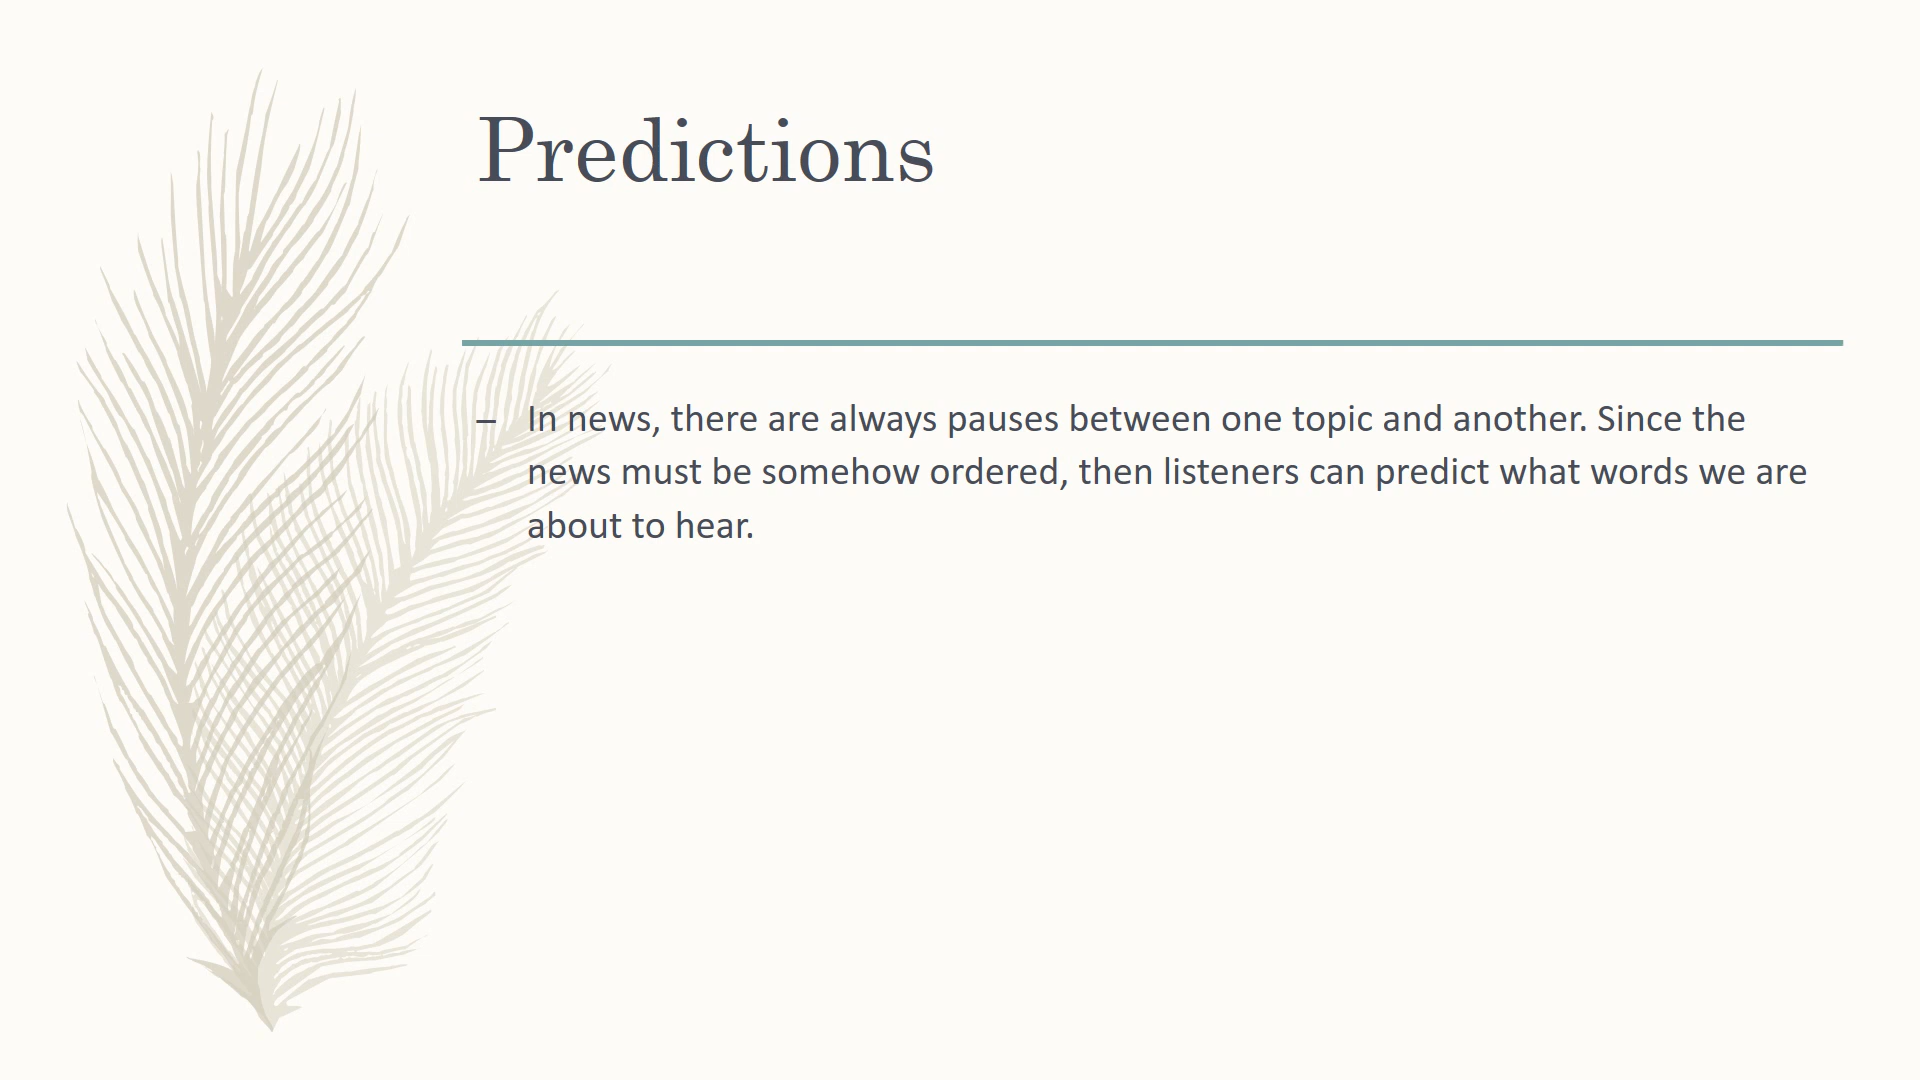 Predictions
– In news, there are always pauses between one topic and another. Since the
news must be somehow ordered, then listeners can predict what words we are
about to hear.